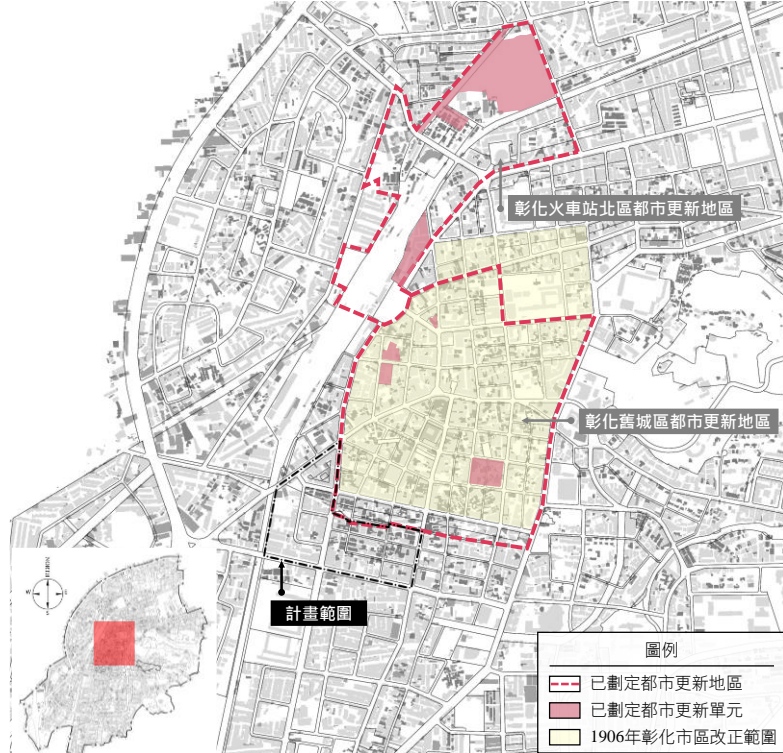 彰化火車站北區都市更新地區
彰化舊城區都市更新地區
計畫範圍
NORTH
W
E
S
圖例
已劃定都市更新地區
已劃定都市更新單元
1906年彰化市區改正範圍